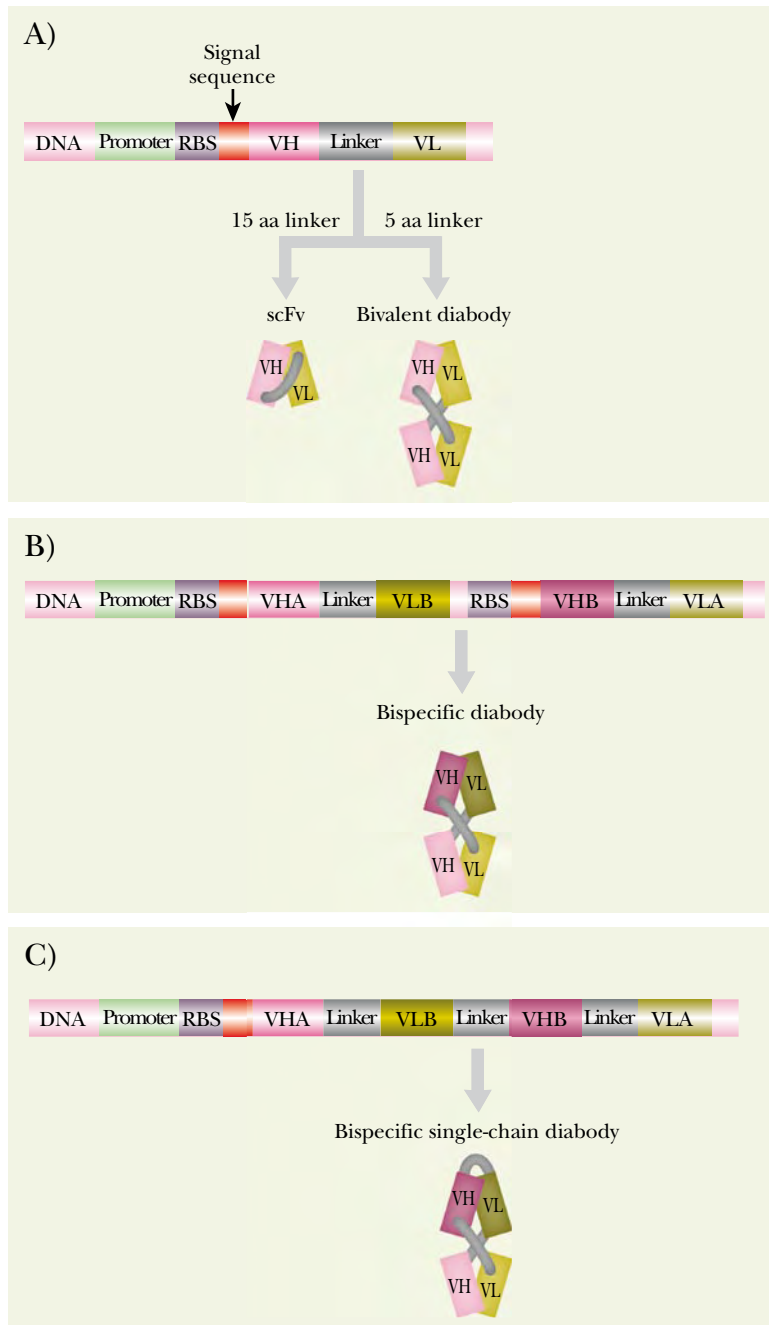 A)
Signal
sequence
DNA Promoter RBS VH Linker VL
15 aa linker 5 aa linker
scFv Bivalent diabody
VH VL VH VL
VH VL
B)
DNA Promoter RBS VHA Linker VLB RBS VHB Linker VLA
Bispecific diabody
VH VL
VH VL
C)
DNA Promoter RBS VHA Linker VLB Linker VHB Linker VLA
Bispecific single-chain diabody
VH VL
VH VL